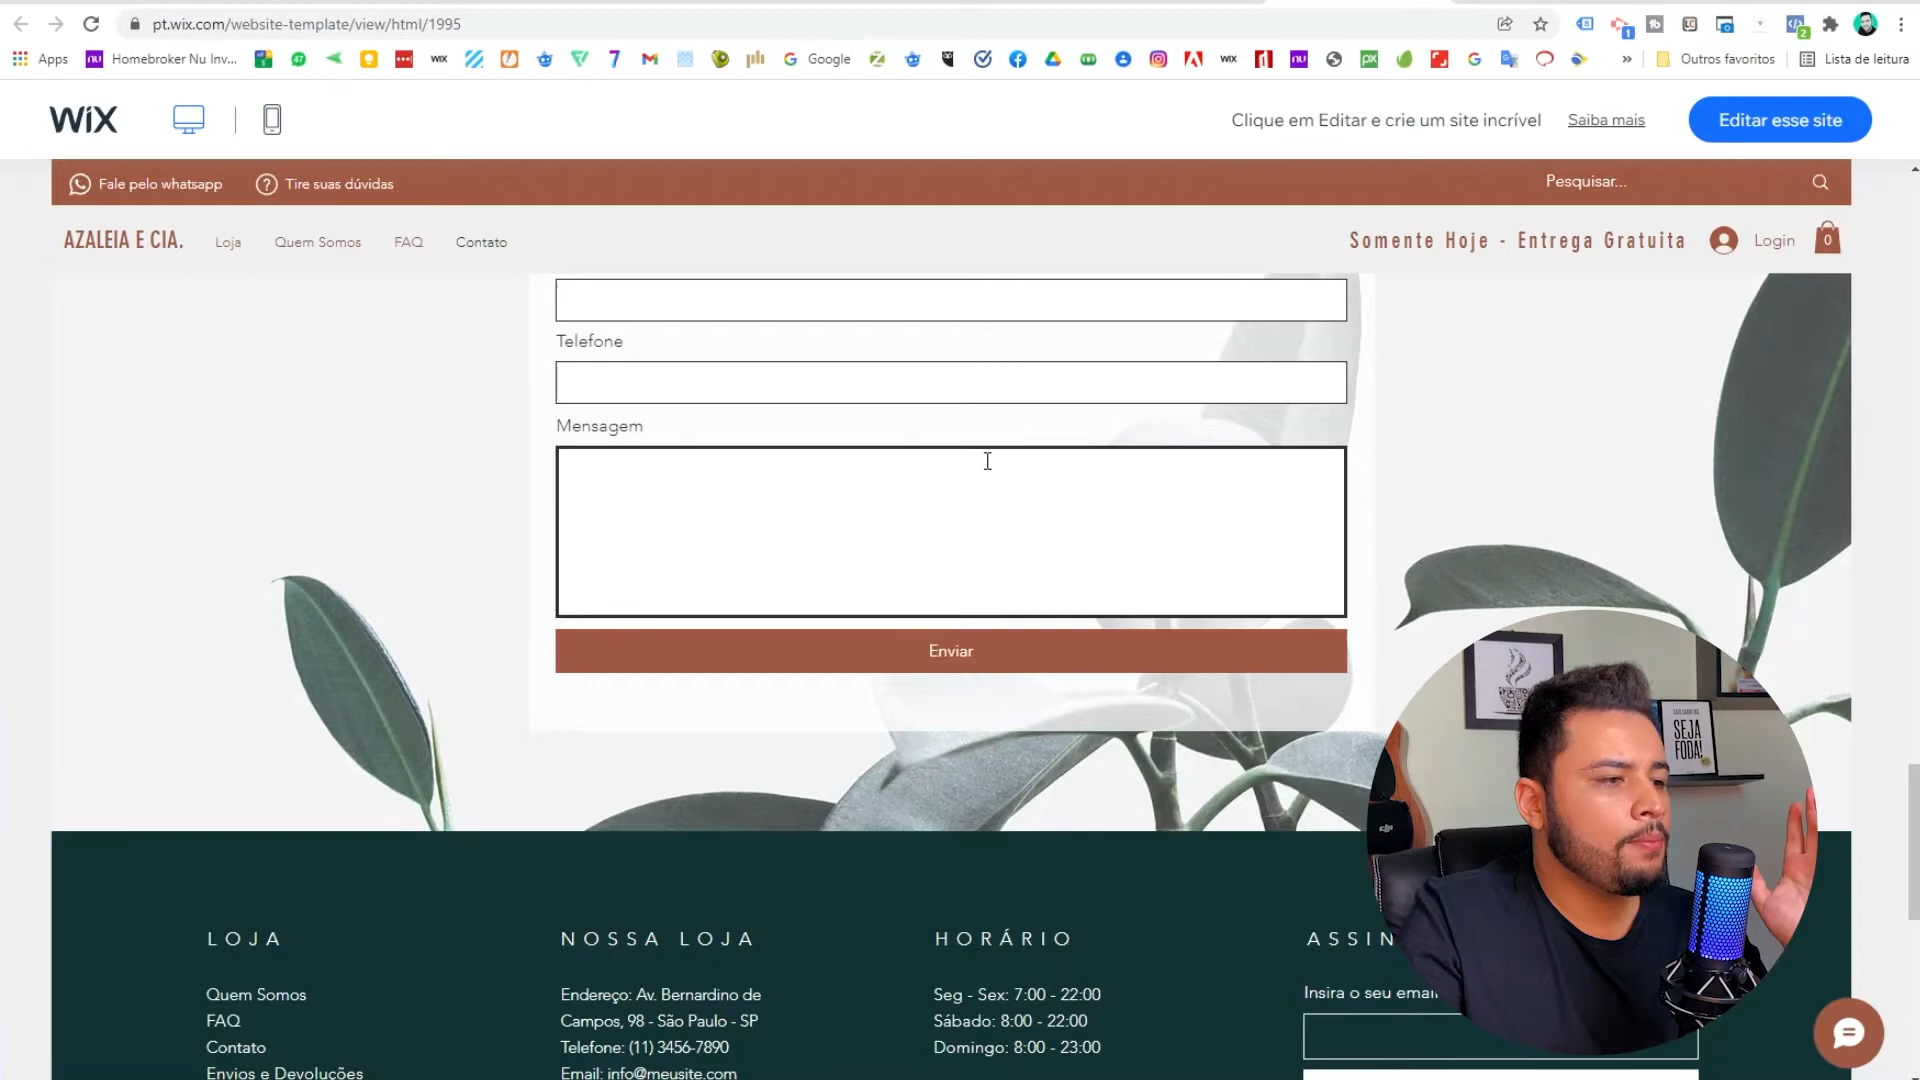 pt.wix.com/website-template/view/html/1995
Apps
Homebroker Nu Inv...
Google
Outros favoritos
Lista de leitura
WiX
Clique em Editar e crie um site incrível
Saiba mais
Editar esse site
Fale pelo whatsapp
Tire suas dúvidas
Pesquisar...
AZALEIA E CIA.
Loja
Quem Somos
FAQ
Contato
Somente Hoje - Entrega Gratuita
Login
0
Telefone
Mensagem
Enviar
SEJA
FODA!
LOJA
Quem Somos
FAQ
Contato
Envios e Devoluções
NOSSA LOJA
Endereço: Av. Bernardino de
Campos, 98 - São Paulo - SP
Telefone: (11) 3456-7890
Email: info@meusite.com
HORÁRIO
Seg - Sex: 7:00 - 22:00
Sábado: 8:00 - 22:00
Domingo: 8:00 - 23:00
ASSIN
Insira o seu email